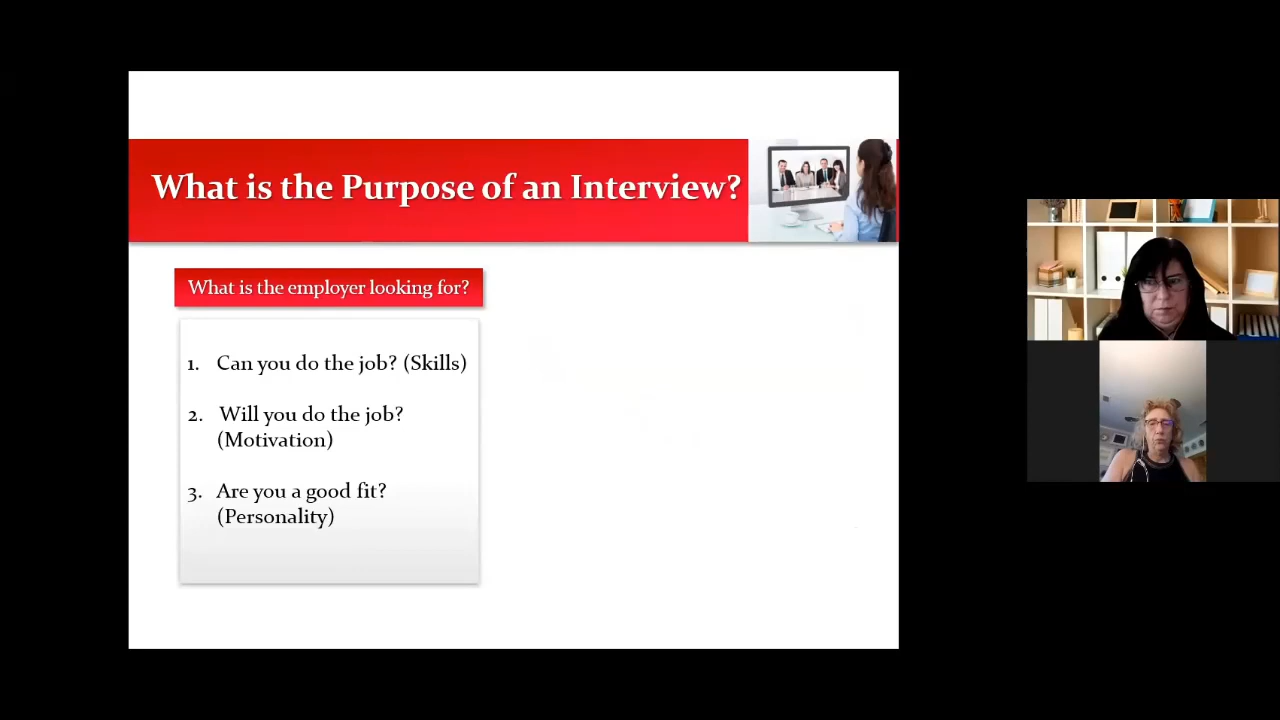 What is the Purpose of an Interview?
What is the employer looking for?
1. Can you do the job? (Skills)
2. Will you do the job?
(Motivation)
3. Are you a good fit?
(Personality)